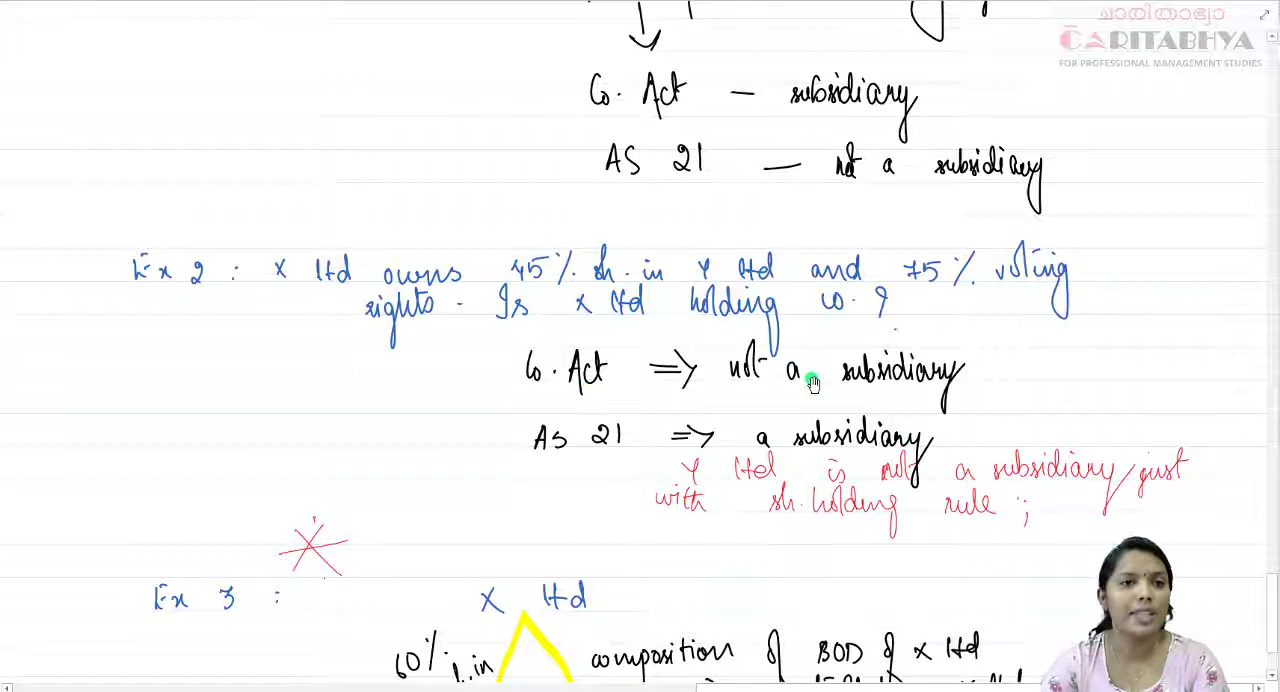 ചാരിതാഭ്യാ
CARITABHYA
FOR PROFESSIONAL MANAGEMENT STUDIES
Co. Act — subsidiary
AS 21 — not a subsidiary
Ex 2 : X Ltd owns 45% sh. in Y Ltd and 75% voting
rights. Is X Ltd holding co. ?
Co. Act => not a subsidiary
AS 21 => a subsidiary
Y Ltd is not a subsidiary just
with sh. holding rule ;
Ex 3 : X Ltd
60% composition of BOD of X Ltd
in